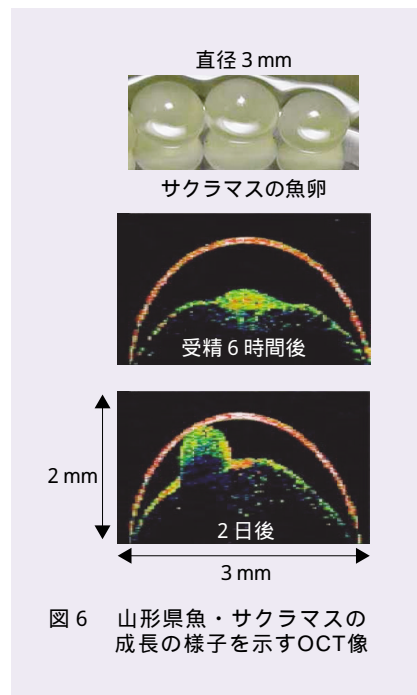 直径 3 mm
サクラマスの魚卵
受精 6 時間後
2 mm
2 日後
3 mm
図 6 山形県魚・サクラマスの
成長の様子を示すOCT像